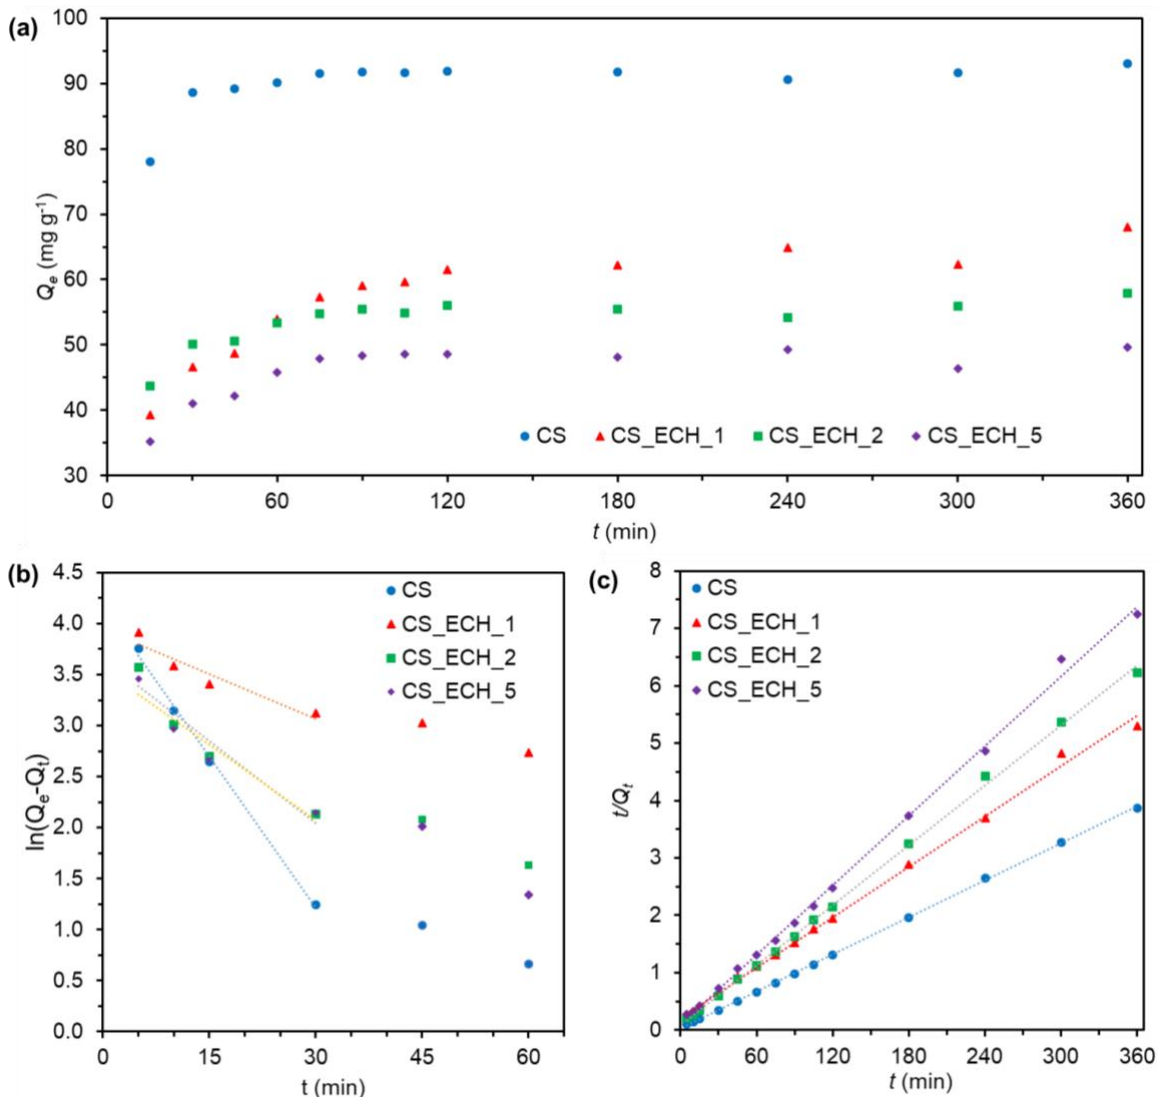 (a)
100
90
80
70
60
50
40
30
Qe (mg g-1)
CS CS_ECH_1 CS_ECH_2 CS_ECH_5
0 60 120 180 240 300 360
t (min)
(b)
4.5
4.0
3.5
3.0
2.5
2.0
1.5
1.0
0.5
0.0
ln(Qe-Qt)
CS
CS_ECH_1
CS_ECH_2
CS_ECH_5
0 15 30 45 60
t (min)
(c)
8
7
6
5
4
3
2
1
0
t/Qt
CS
CS_ECH_1
CS_ECH_2
CS_ECH_5
0 60 120 180 240 300 360
t (min)